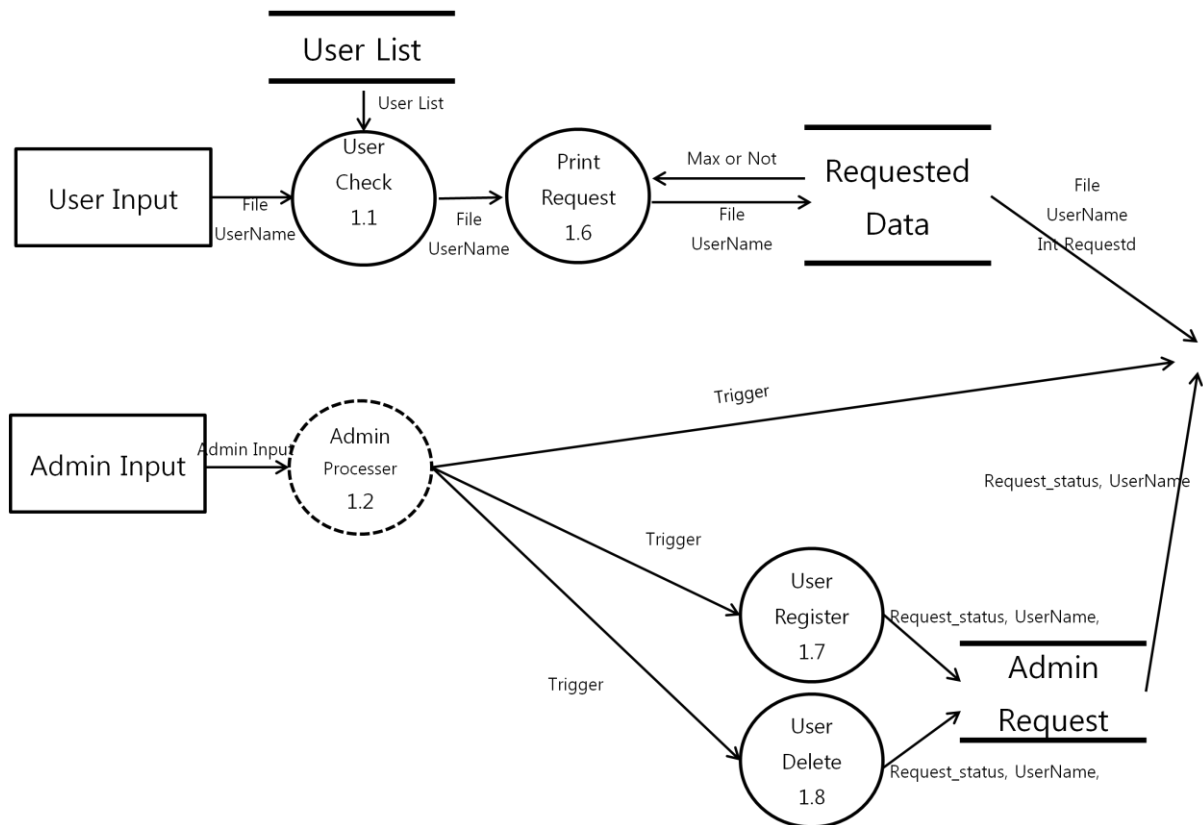 User List
User List
User Input
File
UserName
User
Check
1.1
File
UserName
Print
Request
1.6
Max or Not
File
UserName
Requested
Data
File
UserName
Int Requestd
Admin Input
Admin Input
Admin
Processer
1.2
Trigger
Request_status, UserName
Trigger
User
Register
1.7
Request_status, UserName,
Trigger
Admin
Request
User
Delete
1.8
Request_status, UserName,